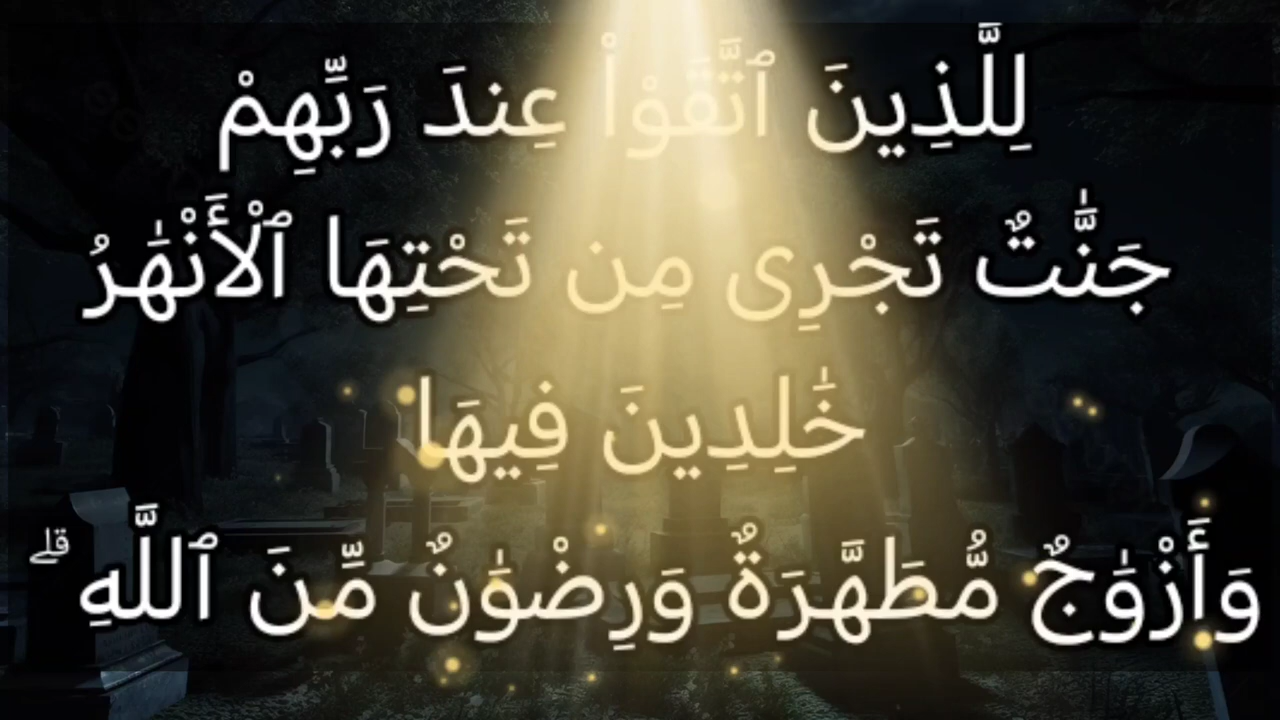 لِلَّذِينَ ٱتَّقَوْا۟ عِندَ رَبِّهِمْ
جَنَّٰتٌ تَجْرِى مِن تَحْتِهَا ٱلْأَنْهَٰرُ
خَٰلِدِينَ فِيهَا
وَأَزْوَٰجٌ مُّطَهَّرَةٌ وَرِضْوَٰنٌ مِّنَ ٱللَّهِ ۗ